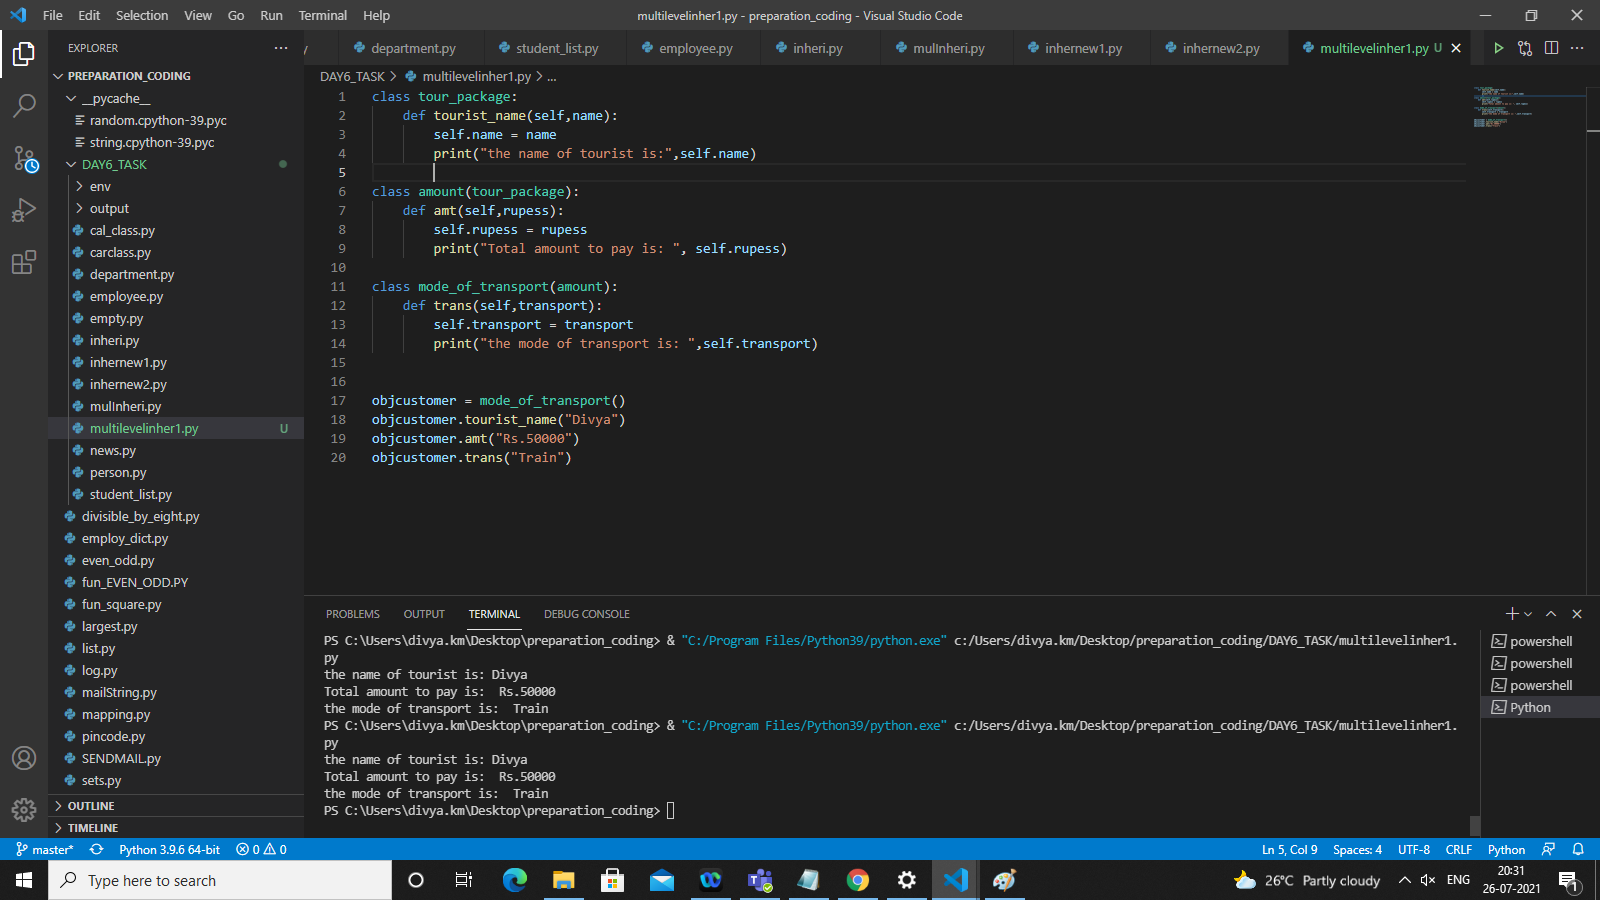 File Edit Selection View Go Run Terminal Help
multilevelinher1.py - preparation_coding - Visual Studio Code
EXPLORER
PREPARATION_CODING
__pycache__
random.cpython-39.pyc
string.cpython-39.pyc
DAY6_TASK
env
output
cal_class.py
carclass.py
department.py
employee.py
empty.py
inheri.py
inhernew1.py
inhernew2.py
mulInheri.py
multilevelinher1.py U
news.py
person.py
student_list.py
divisible_by_eight.py
employ_dict.py
even_odd.py
fun_EVEN_ODD.PY
fun_square.py
largest.py
list.py
log.py
mailString.py
mapping.py
pincode.py
SENDMAIL.py
sets.py
OUTLINE
TIMELINE
department.py student_list.py employee.py inheri.py mulInheri.py inhernew1.py inhernew2.py multilevelinher1.py U
DAY6_TASK > multilevelinher1.py > ...
1 class tour_package:
2 def tourist_name(self,name):
3 self.name = name
4 print("the name of tourist is:",self.name)
5
6 class amount(tour_package):
7 def amt(self,rupess):
8 self.rupess = rupess
9 print("Total amount to pay is: ", self.rupess)
10
11 class mode_of_transport(amount):
12 def trans(self,transport):
13 self.transport = transport
14 print("the mode of transport is: ",self.transport)
15
16
17 objcustomer = mode_of_transport()
18 objcustomer.tourist_name("Divya")
19 objcustomer.amt("Rs.50000")
20 objcustomer.trans("Train")
PROBLEMS OUTPUT TERMINAL DEBUG CONSOLE
PS C:\Users\divya.km\Desktop\preparation_coding> & "C:/Program Files/Python39/python.exe" c:/Users/divya.km/Desktop/preparation_coding/DAY6_TASK/multilevelinher1.
py
the name of tourist is: Divya
Total amount to pay is:  Rs.50000
the mode of transport is:  Train
PS C:\Users\divya.km\Desktop\preparation_coding> & "C:/Program Files/Python39/python.exe" c:/Users/divya.km/Desktop/preparation_coding/DAY6_TASK/multilevelinher1.
py
the name of tourist is: Divya
Total amount to pay is:  Rs.50000
the mode of transport is:  Train
PS C:\Users\divya.km\Desktop\preparation_coding>
powershell
powershell
powershell
Python
master* Python 3.9.6 64-bit 0 0 Ln 5, Col 9 Spaces: 4 UTF-8 CRLF Python
Type here to search
26°C Partly cloudy ENG
20:31
26-07-2021
1